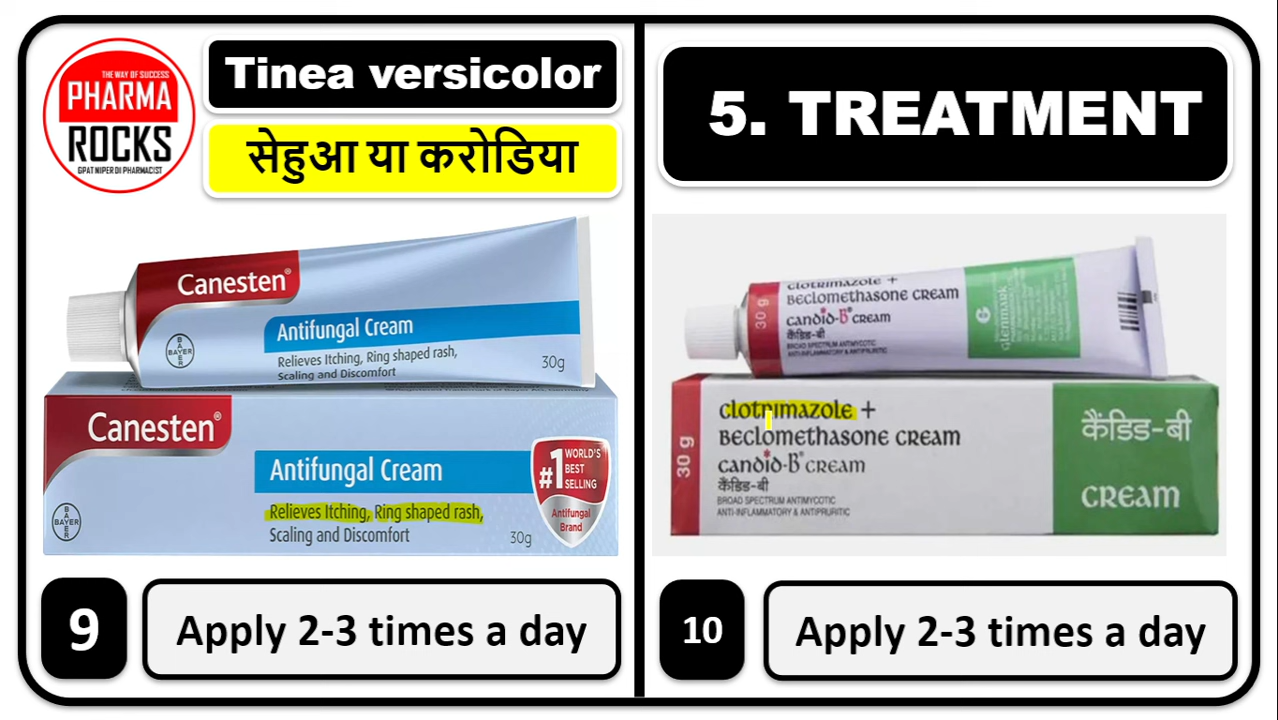 THE WAY OF SUCCESS
PHARMA
ROCKS
GPAT NIPER DI PHARMACIST
Tinea versicolor
सेहुआ या करोडिया
5. TREATMENT
Canesten®
Antifungal Cream
Relieves Itching, Ring shaped rash,
Scaling and Discomfort
30g
BAYER
BAYER
Canesten®
Antifungal Cream
Relieves Itching, Ring shaped rash,
Scaling and Discomfort
30g
BAYER
BAYER
#1 WORLD'S
BEST
SELLING
Antifungal
Brand
30 g
clotrimazole +
Beclomethasone cream
candid-B® cream
कैंडिड-बी
BROAD SPECTRUM ANTIMYCOTIC
ANTI-INFLAMMATORY & ANTIPRURITIC
G
Glenmark
30 g
clotrimazole +
Beclomethasone cream
candid-B® cream
कैंडिड-बी
BROAD SPECTRUM ANTIMYCOTIC
ANTI-INFLAMMATORY & ANTIPRURITIC
कैंडिड-बी
cream
9
Apply 2-3 times a day
10
Apply 2-3 times a day